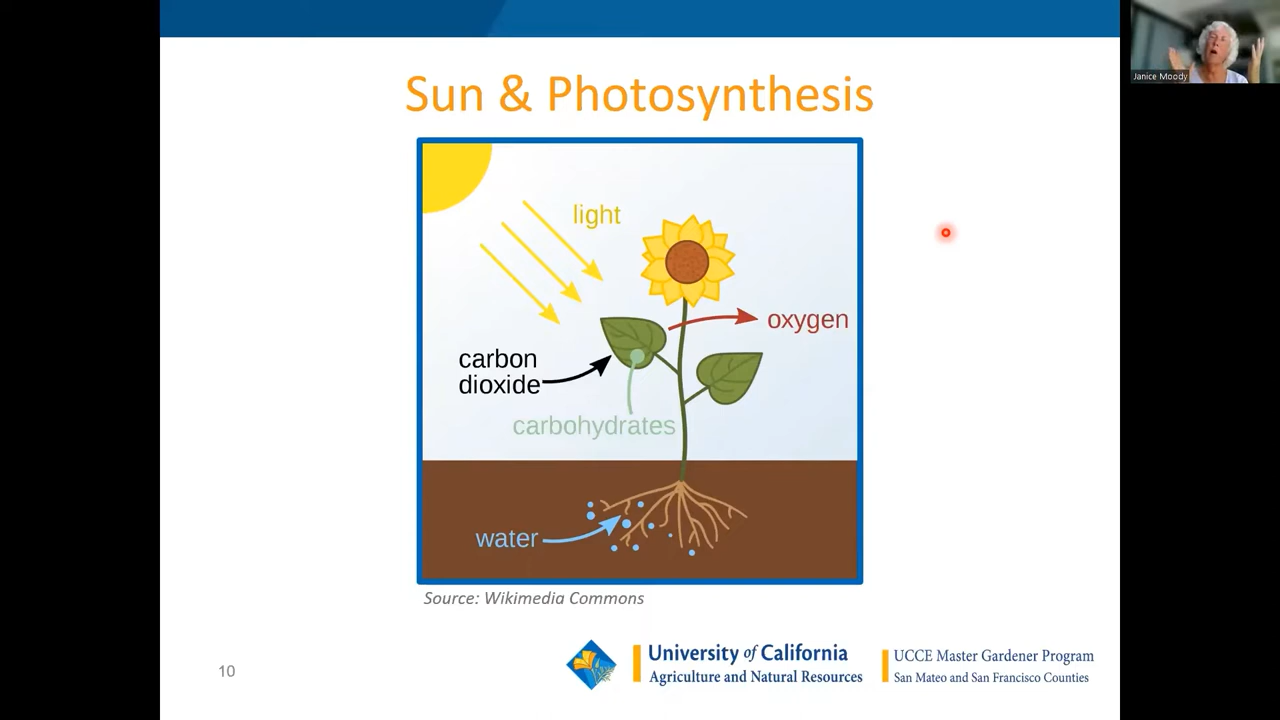 Sun & Photosynthesis
light
oxygen
carbon
dioxide
carbohydrates
water
Source: Wikimedia Commons
10
University of California
Agriculture and Natural Resources
UCCE Master Gardener Program
San Mateo and San Francisco Counties
Janice Moody